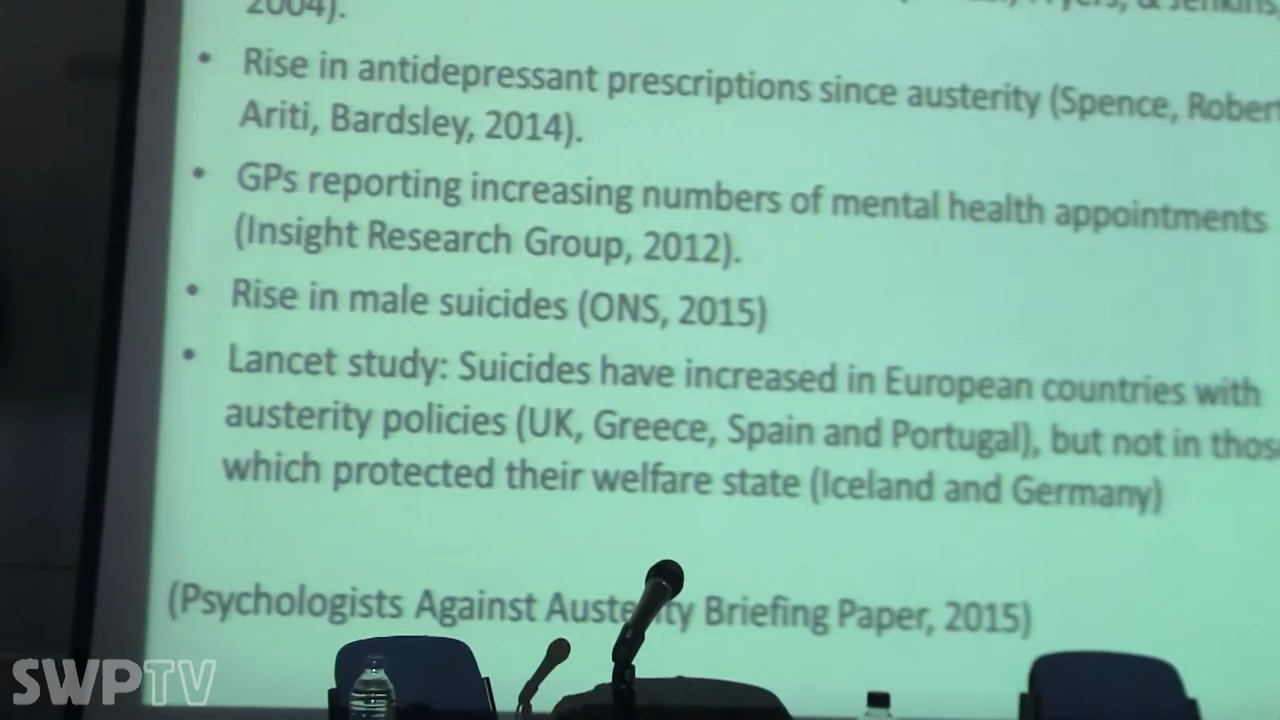 2004).
& Jenkins,
• Rise in antidepressant prescriptions since austerity (Spence,
Ariti, Bardsley, 2014).
• GPs reporting increasing numbers of mental health appointments
(Insight Research Group, 2012).
• Rise in male suicides (ONS, 2015)
• Lancet study: Suicides have increased in European countries with
austerity policies (UK, Greece, Spain and Portugal), but not in
which protected their welfare state (Iceland and Germany)
(Psychologists Against Austerity Briefing Paper, 2015)
SWPTV